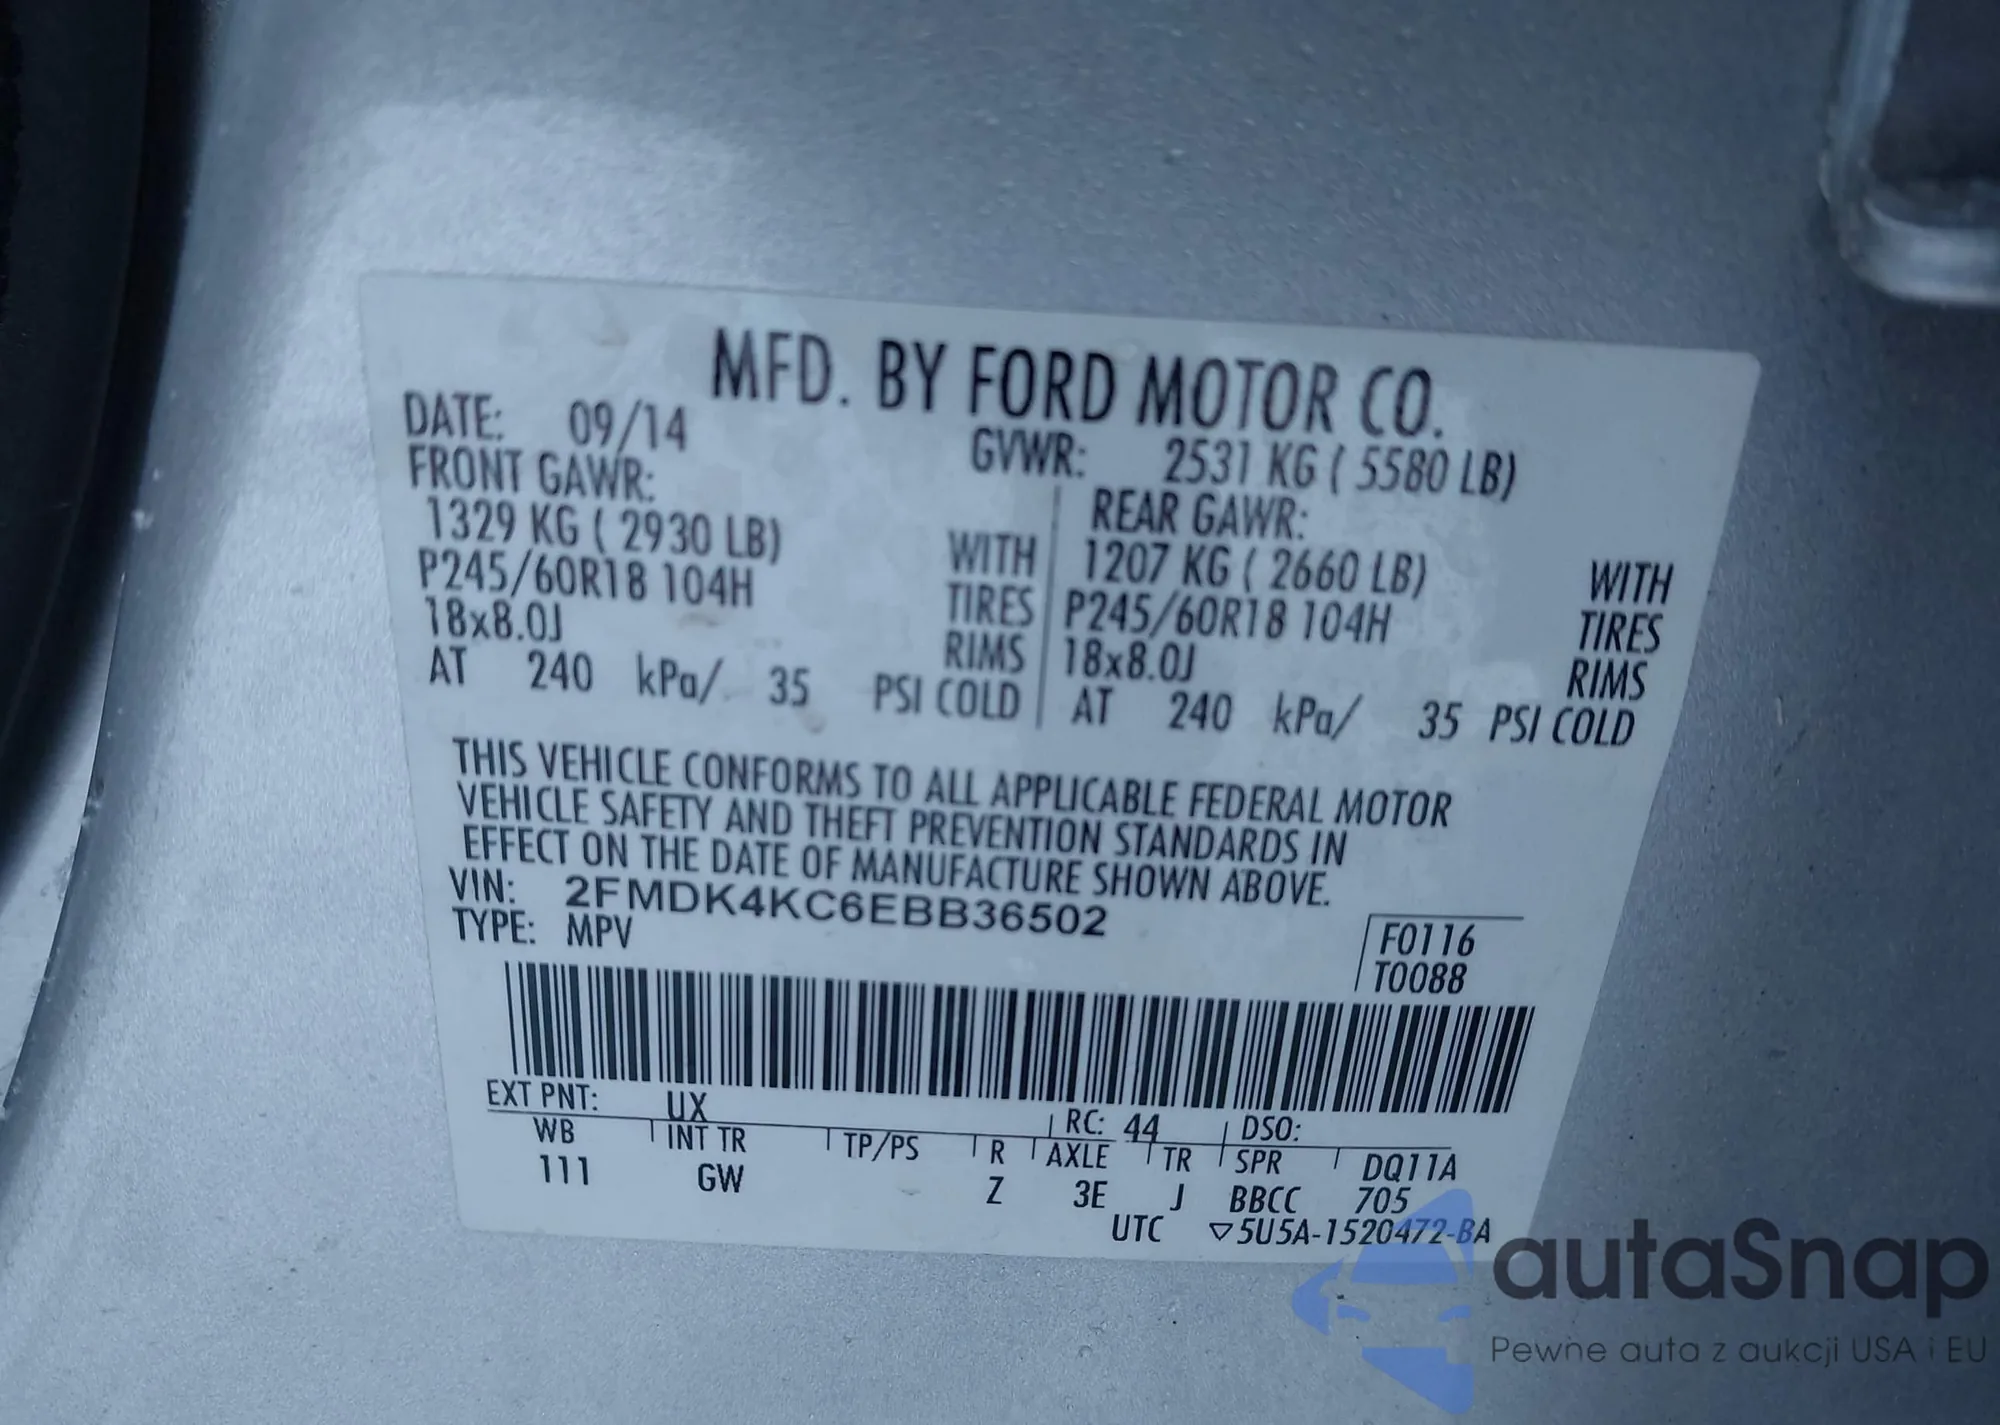 MFD. BY FORD MOTOR CO.
DATE: 09/14 GVWR: 2531 KG ( 5580 LB)
FRONT GAWR: REAR GAWR:
1329 KG ( 2930 LB) WITH 1207 KG ( 2660 LB) WITH
P245/60R18 104H TIRES P245/60R18 104H TIRES
18x8.0J RIMS 18x8.0J RIMS
AT 240 kPa/ 35 PSI COLD AT 240 kPa/ 35 PSI COLD
THIS VEHICLE CONFORMS TO ALL APPLICABLE FEDERAL MOTOR
VEHICLE SAFETY AND THEFT PREVENTION STANDARDS IN
EFFECT ON THE DATE OF MANUFACTURE SHOWN ABOVE.
VIN: 2FMDK4KC6EBB36502
TYPE: MPV F0116
T0088
EXT PNT: UX RC: 44 DSO:
WB INT TR TP/PS R AXLE TR SPR DQ11A
111 GW Z 3E J BBCC 705
UTC ▽5U5A-1520472-BA
autaSnap
Pewne auta z aukcji USA i EU